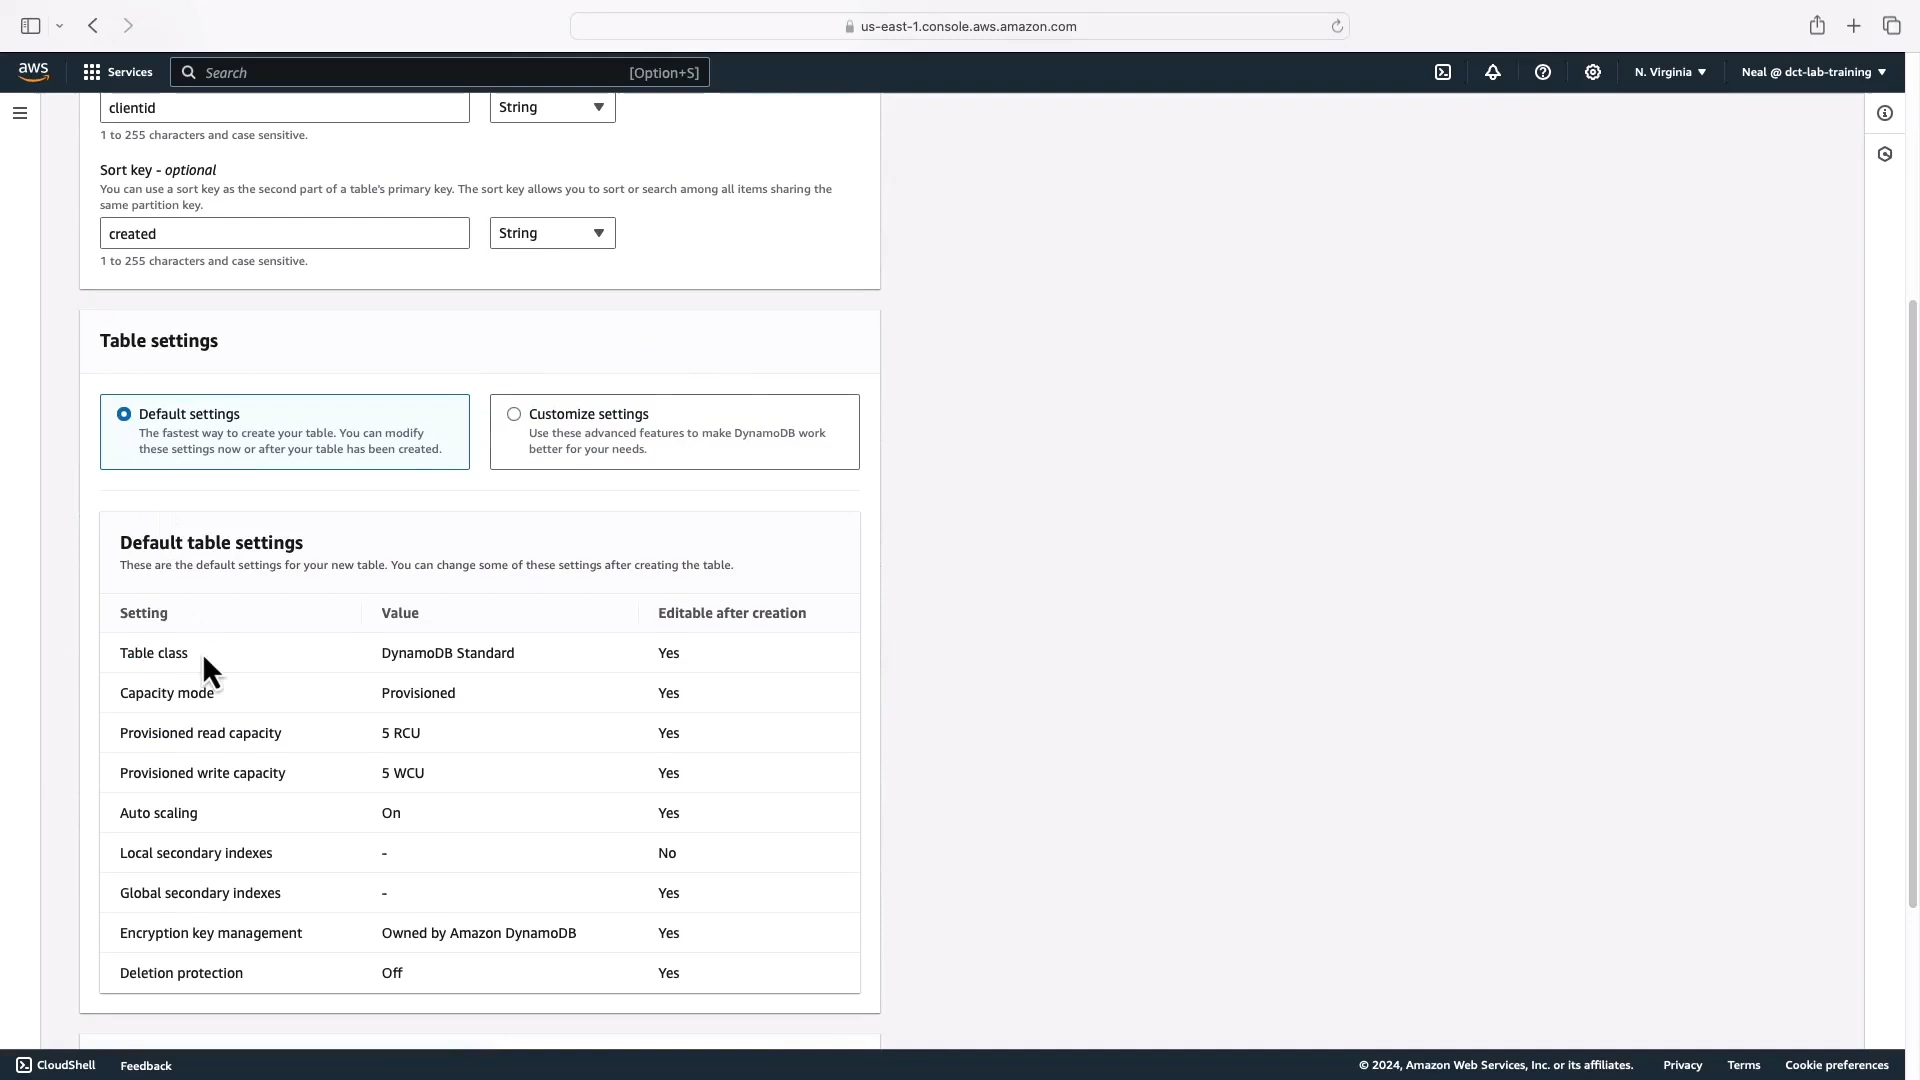 us-east-1.console.aws.amazon.com
aws
Services
Search
[Option+S]
N. Virginia
Neal @ dct-lab-training
clientid
String
1 to 255 characters and case sensitive.
Sort key - optional
You can use a sort key as the second part of a table's primary key. The sort key allows you to sort or search among all items sharing the
same partition key.
created
String
1 to 255 characters and case sensitive.
Table settings
Default settings
The fastest way to create your table. You can modify
these settings now or after your table has been created.
Customize settings
Use these advanced features to make DynamoDB work
better for your needs.
Default table settings
These are the default settings for your new table. You can change some of these settings after creating the table.
Setting Value Editable after creation
Table class DynamoDB Standard Yes
Capacity mode Provisioned Yes
Provisioned read capacity 5 RCU Yes
Provisioned write capacity 5 WCU Yes
Auto scaling On Yes
Local secondary indexes - No
Global secondary indexes - Yes
Encryption key management Owned by Amazon DynamoDB Yes
Deletion protection Off Yes
CloudShell
Feedback
© 2024, Amazon Web Services, Inc. or its affiliates.
Privacy
Terms
Cookie preferences